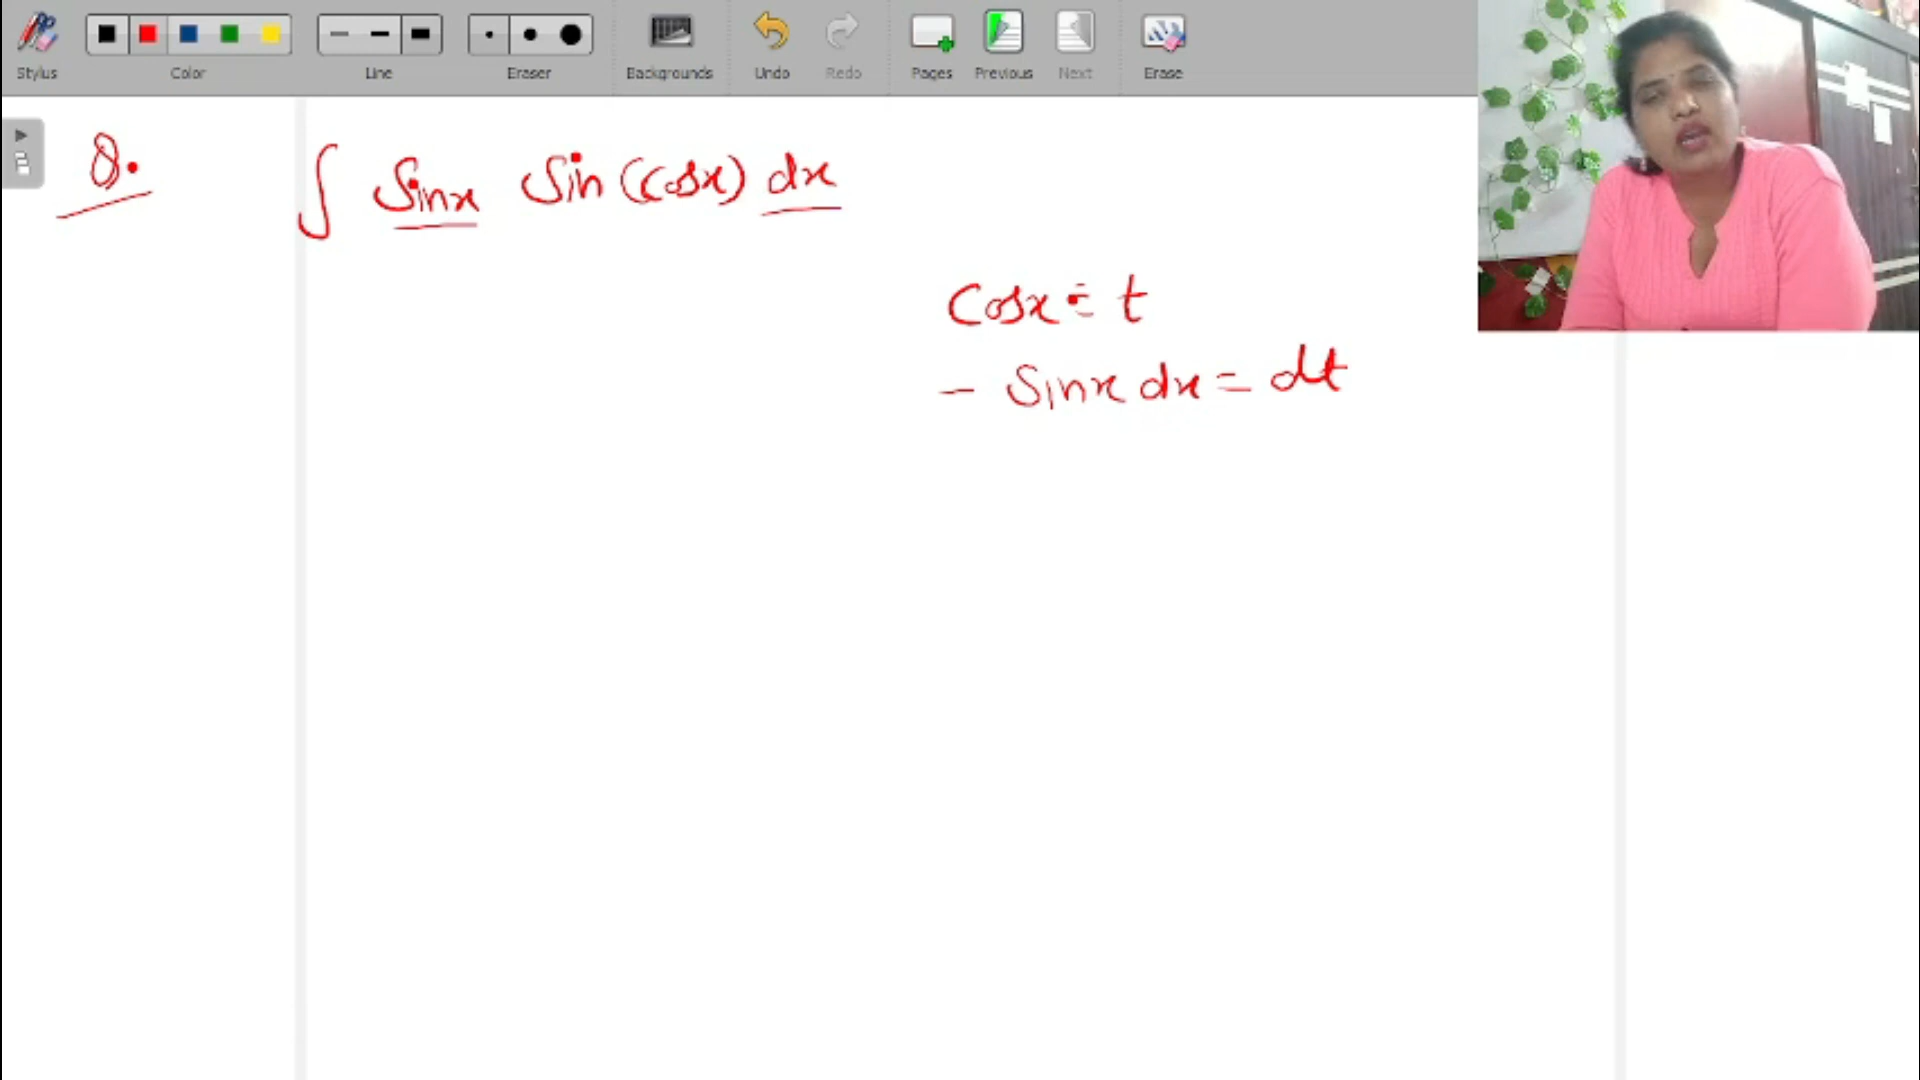 Stylus Color Line Eraser Backgrounds Undo Redo Pages Previous Next Erase
Q.
∫ Sinx Sin (Cosx) dx
Cosx = t
- Sinx dx = dt